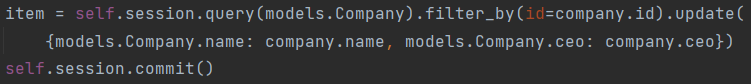 item = self.session.query(models.Company).filter_by(id=company.id).update(
    {models.Company.name: company.name, models.Company.ceo: company.ceo})
self.session.commit()